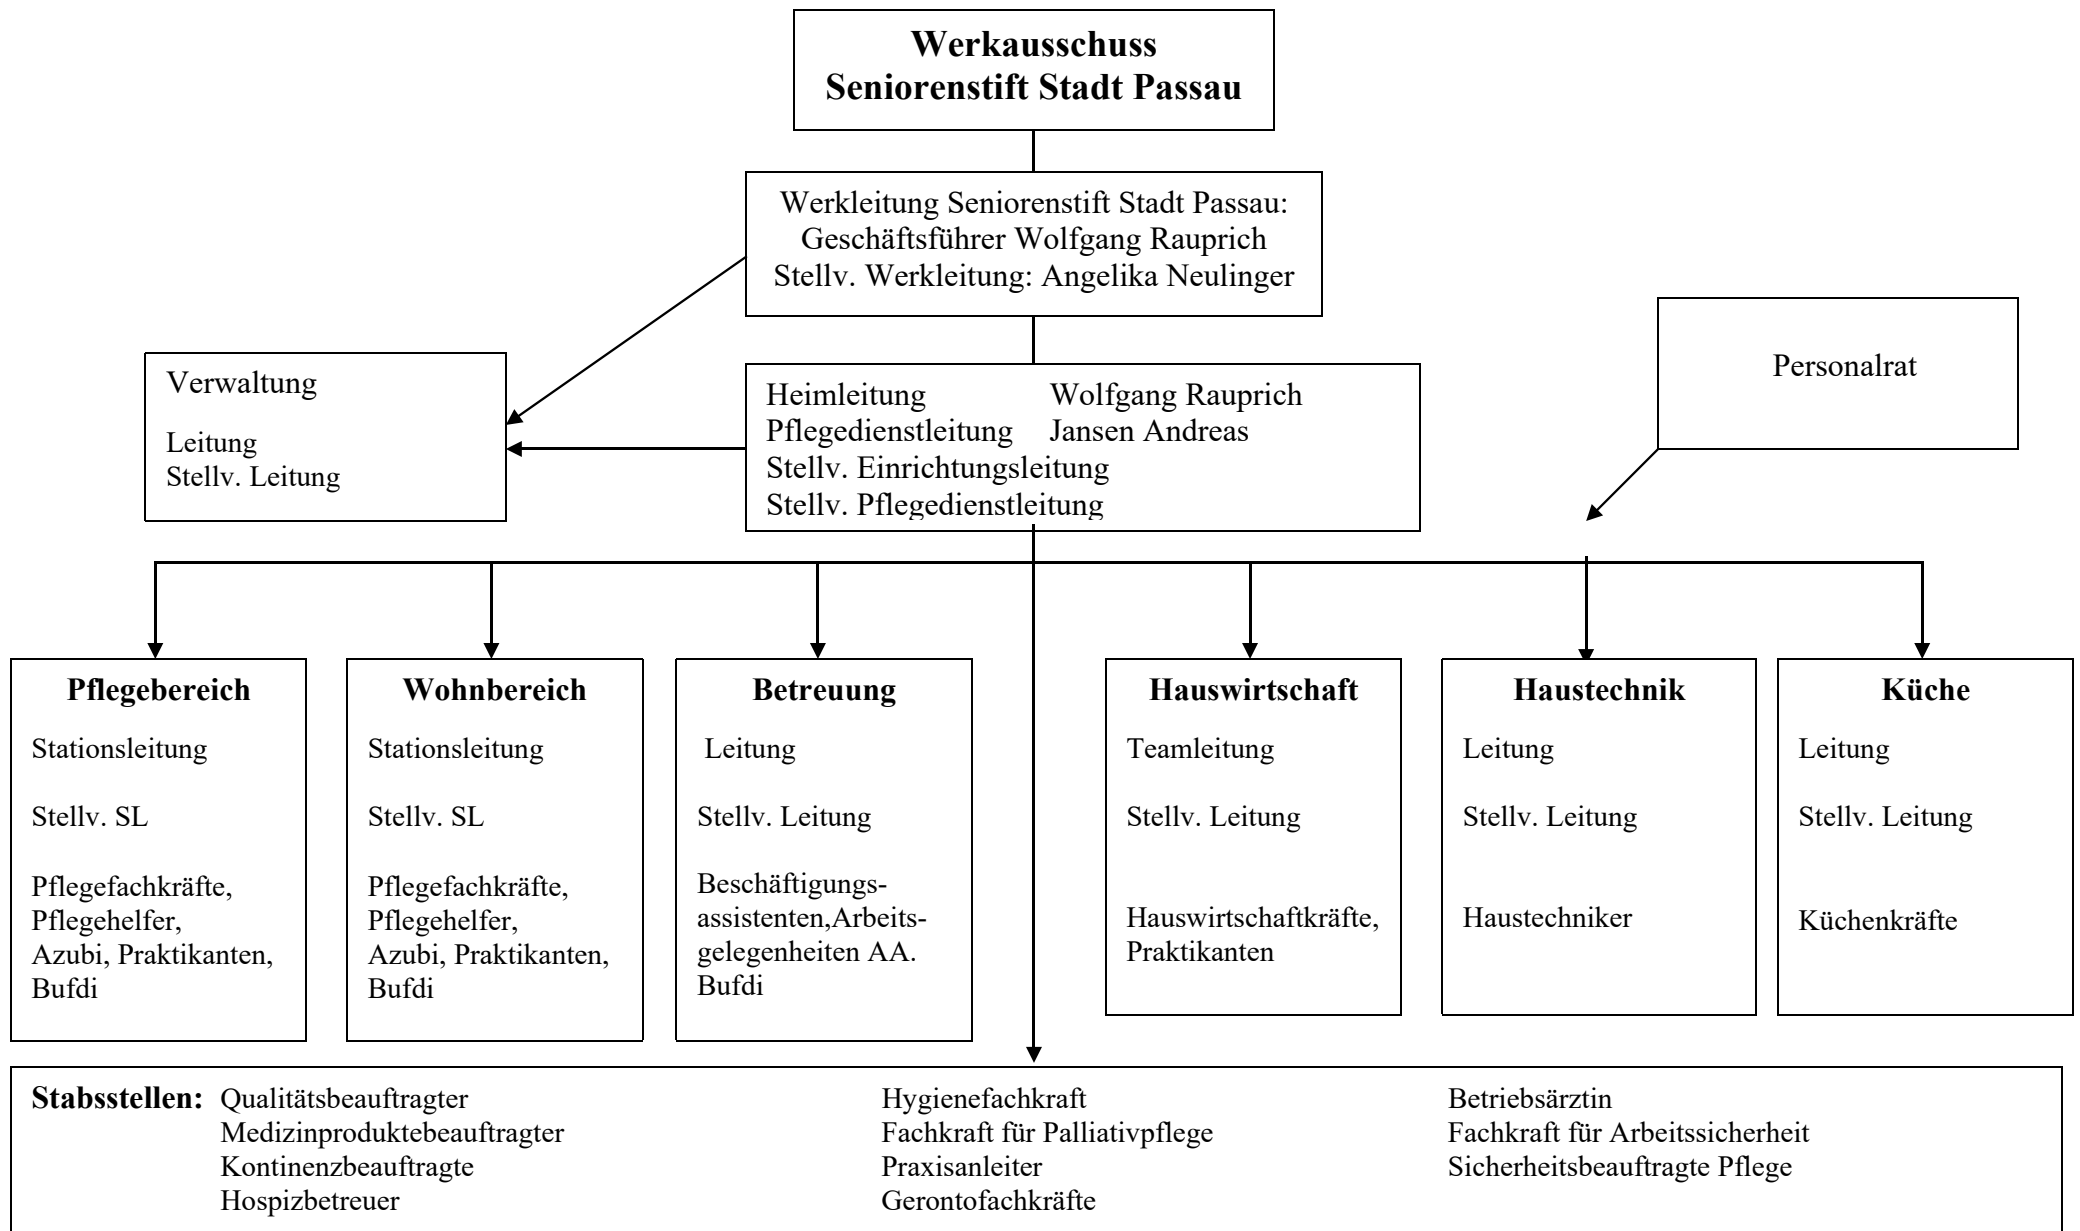 Werkausschuss
Seniorenstift Stadt Passau
Werkleitung Seniorenstift Stadt Passau:
Geschäftsführer Wolfgang Rauprich
Stellv. Werkleitung: Angelika Neulinger
Personalrat
Verwaltung
Leitung
Stellv. Leitung
Heimleitung Wolfgang Rauprich
Pflegedienstleitung Jansen Andreas
Stellv. Einrichtungsleitung
Stellv. Pflegedienstleitung
Pflegebereich
Stationsleitung
Stellv. SL
Pflegefachkräfte,
Pflegehelfer,
Azubi, Praktikanten,
Bufdi
Wohnbereich
Stationsleitung
Stellv. SL
Pflegefachkräfte,
Pflegehelfer,
Azubi, Praktikanten,
Bufdi
Betreuung
Leitung
Stellv. Leitung
Beschäftigungs-
assistenten,Arbeits-
gelegenheiten AA.
Bufdi
Hauswirtschaft
Teamleitung
Stellv. Leitung
Hauswirtschaftkräfte,
Praktikanten
Haustechnik
Leitung
Stellv. Leitung
Haustechniker
Küche
Leitung
Stellv. Leitung
Küchenkräfte
Stabsstellen: Qualitätsbeauftragter Hygienefachkraft Betriebsärztin
Medizinproduktebeauftragter Fachkraft für Palliativpflege Fachkraft für Arbeitssicherheit
Kontinenzbeauftragte Praxisanleiter Sicherheitsbeauftragte Pflege
Hospizbetreuer Gerontofachkräfte